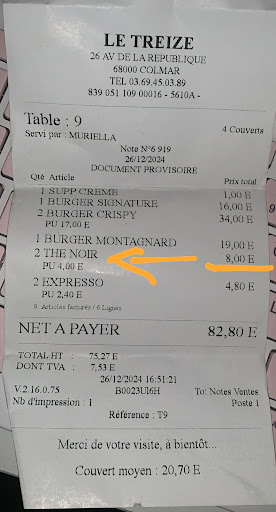 LE TREIZE
26 AV DE LA REPUBLIQUE
68000 COLMAR
TEL 03.69.45.03.89
839 051 109 00016 - 5610A -
Table : 9
4 Couverts
Servi par : MURIELLA
Note N°6 919
26/12/2024
DOCUMENT PROVISOIRE
Qté Article Prix total
1 SUPP CREME 1,00 E
1 BURGER SIGNATURE 16,00 E
2 BURGER CRISPY 34,00 E
PU 17,00 E
1 BURGER MONTAGNARD 19,00 E
2 THE NOIR 8,00 E
PU 4,00 E
2 EXPRESSO 4,80 E
PU 2,40 E
9 Articles facturés / 6 Lignes
NET A PAYER 82,80 E
TOTAL HT : 75,27 E
DONT TVA : 7,53 E
26/12/2024 16:51:21
V.2.16.0.75 B0023UI6H To: Notes Ventes
Nb d'impression : 1 Poste 1
Référence : T9
Merci de votre visite, à bientôt...
Couvert moyen : 20,70 E